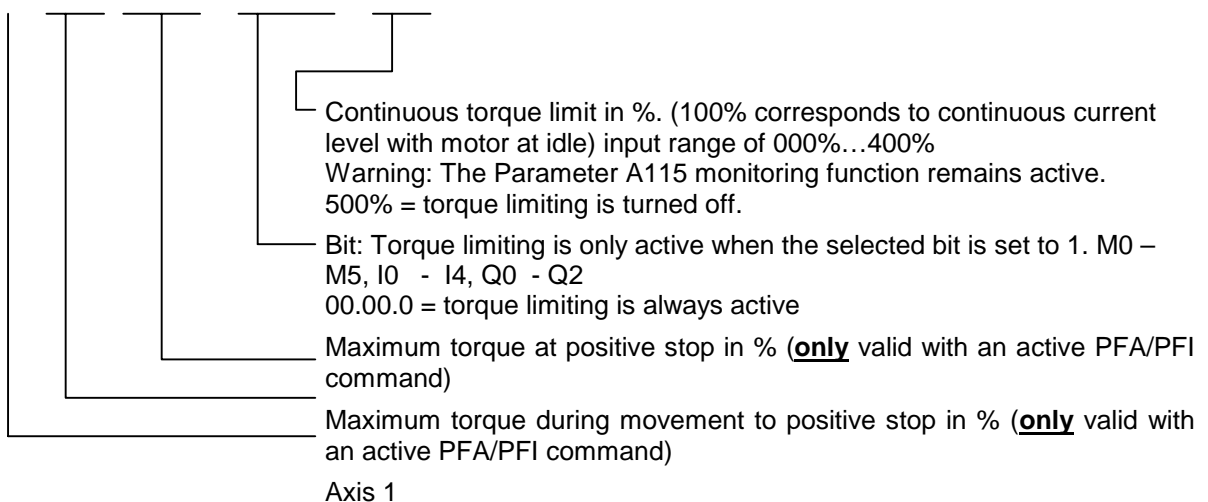 Continuous torque limit in %. (100% corresponds to continuous current
level with motor at idle) input range of 000%…400%
Warning: The Parameter A115 monitoring function remains active.
500% = torque limiting is turned off.
Bit: Torque limiting is only active when the selected bit is set to 1. M0 –
M5, I0 - I4, Q0 - Q2
00.00.0 = torque limiting is always active
Maximum torque at positive stop in % (only valid with an active PFA/PFI
command)
Maximum torque during movement to positive stop in % (only valid with
an active PFA/PFI command)
Axis 1